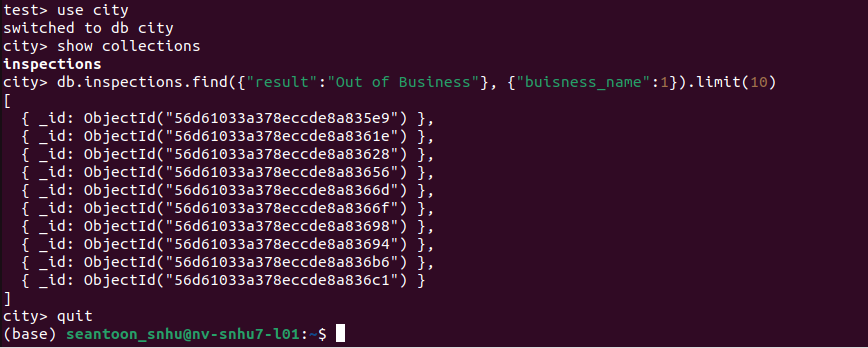 test> use city
switched to db city
city> show collections
inspections
city> db.inspections.find({"result":"Out of Business"}, {"buisness_name":1}).limit(10)
[
  { _id: ObjectId("56d61033a378eccde8a835e9") },
  { _id: ObjectId("56d61033a378eccde8a8361e") },
  { _id: ObjectId("56d61033a378eccde8a83628") },
  { _id: ObjectId("56d61033a378eccde8a83656") },
  { _id: ObjectId("56d61033a378eccde8a8366d") },
  { _id: ObjectId("56d61033a378eccde8a8366f") },
  { _id: ObjectId("56d61033a378eccde8a83698") },
  { _id: ObjectId("56d61033a378eccde8a83694") },
  { _id: ObjectId("56d61033a378eccde8a836b6") },
  { _id: ObjectId("56d61033a378eccde8a836c1") }
]
city> quit
(base) seantoon_snhu@nv-snhu7-l01:~$